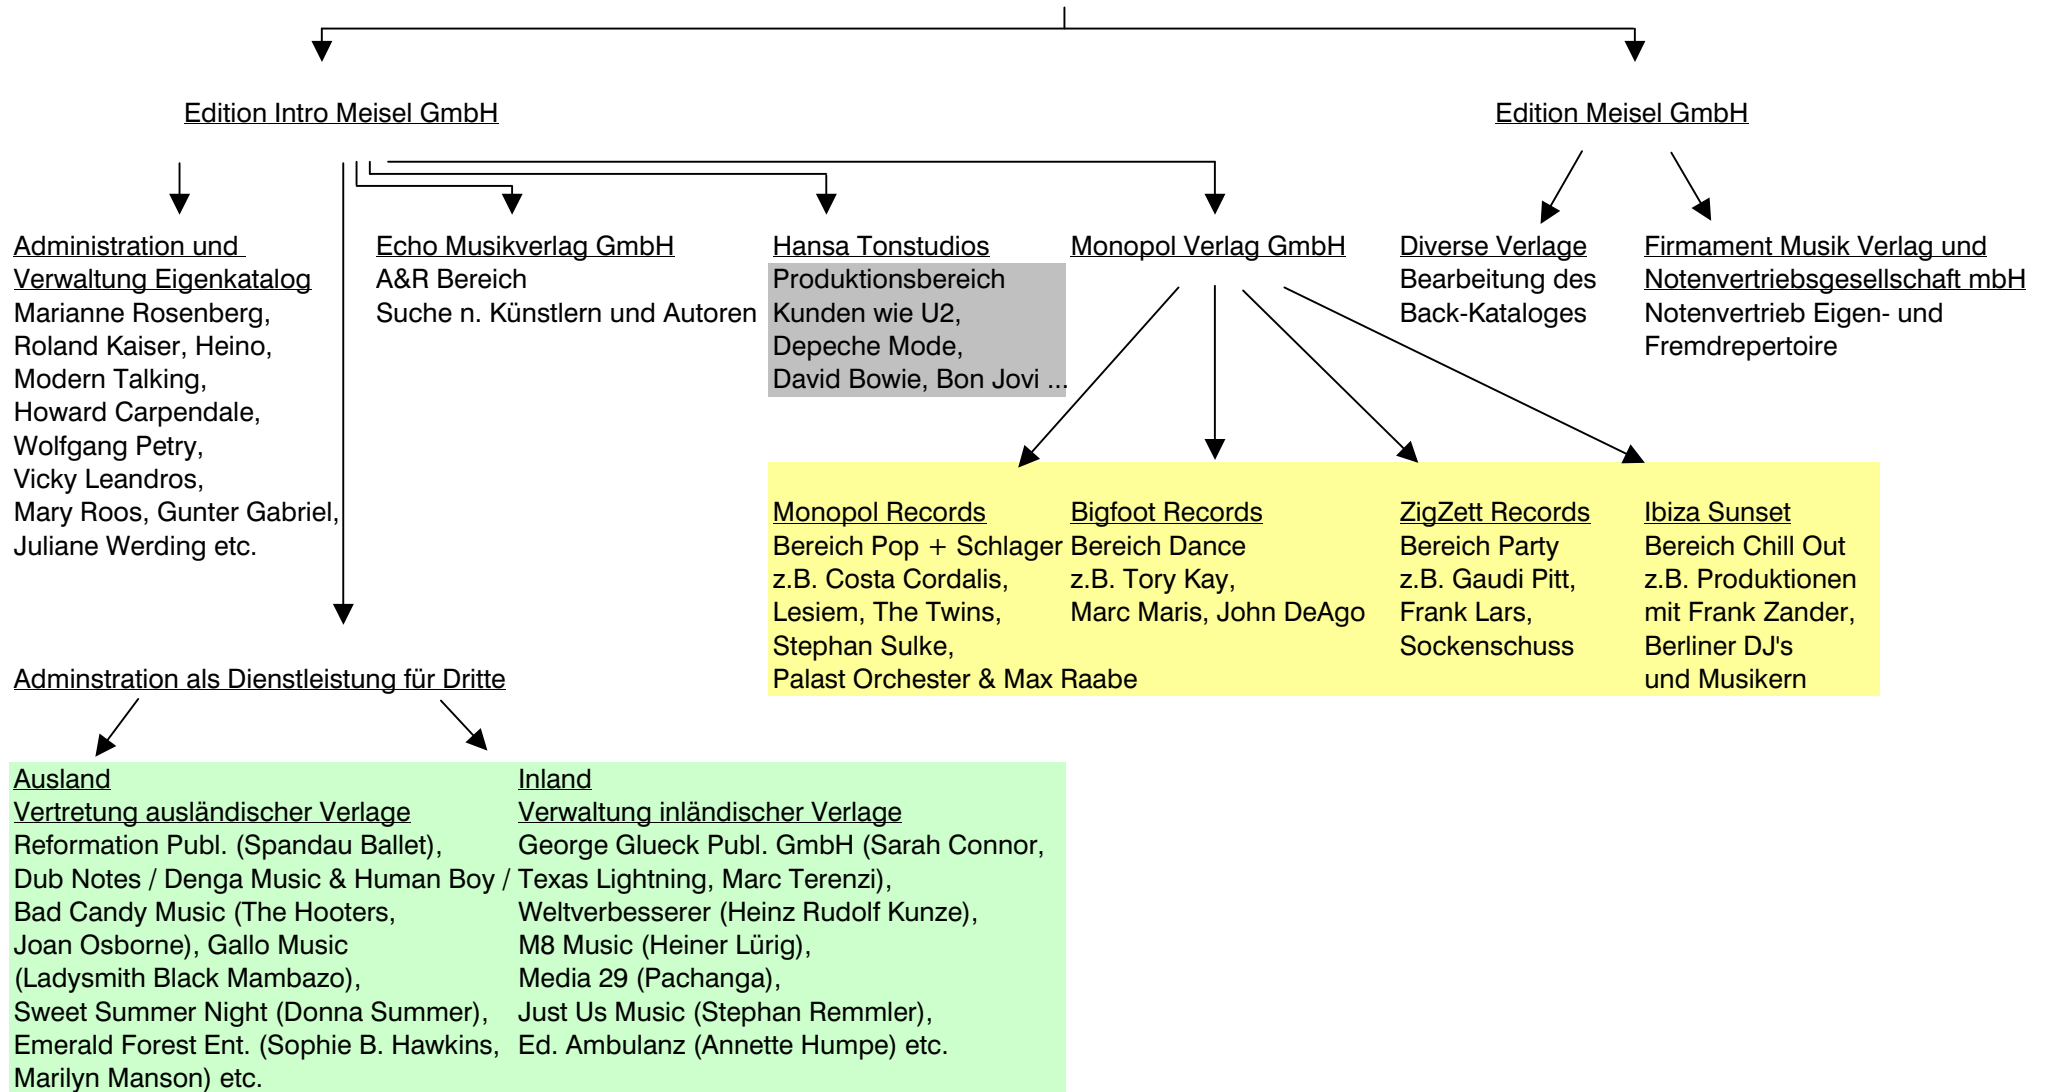 Edition Intro Meisel GmbH
Edition Meisel GmbH
Administration und
Verwaltung Eigenkatalog
Marianne Rosenberg,
Roland Kaiser, Heino,
Modern Talking,
Howard Carpendale,
Wolfgang Petry,
Vicky Leandros,
Mary Roos, Gunter Gabriel,
Juliane Werding etc.
Echo Musikverlag GmbH
A&R Bereich
Suche n. Künstlern und Autoren
Hansa Tonstudios
Produktionsbereich
Kunden wie U2,
Depeche Mode,
David Bowie, Bon Jovi ...
Monopol Verlag GmbH
Diverse Verlage
Bearbeitung des
Back-Kataloges
Firmament Musik Verlag und
Notenvertriebsgesellschaft mbH
Notenvertrieb Eigen- und
Fremdrepertoire
Monopol Records
Bereich Pop + Schlager
z.B. Costa Cordalis,
Lesiem, The Twins,
Stephan Sulke,
Palast Orchester & Max Raabe
Bigfoot Records
Bereich Dance
z.B. Tory Kay,
Marc Maris, John DeAgo
ZigZett Records
Bereich Party
z.B. Gaudi Pitt,
Frank Lars,
Sockenschuss
Ibiza Sunset
Bereich Chill Out
z.B. Produktionen
mit Frank Zander,
Berliner DJ's
und Musikern
Adminstration als Dienstleistung für Dritte
Ausland
Vertretung ausländischer Verlage
Reformation Publ. (Spandau Ballet),
Dub Notes / Denga Music & Human Boy /
Bad Candy Music (The Hooters,
Joan Osborne), Gallo Music
(Ladysmith Black Mambazo),
Sweet Summer Night (Donna Summer),
Emerald Forest Ent. (Sophie B. Hawkins,
Marilyn Manson) etc.
Inland
Verwaltung inländischer Verlage
George Glueck Publ. GmbH (Sarah Connor,
Texas Lightning, Marc Terenzi),
Weltverbesserer (Heinz Rudolf Kunze),
M8 Music (Heiner Lürig),
Media 29 (Pachanga),
Just Us Music (Stephan Remmler),
Ed. Ambulanz (Annette Humpe) etc.